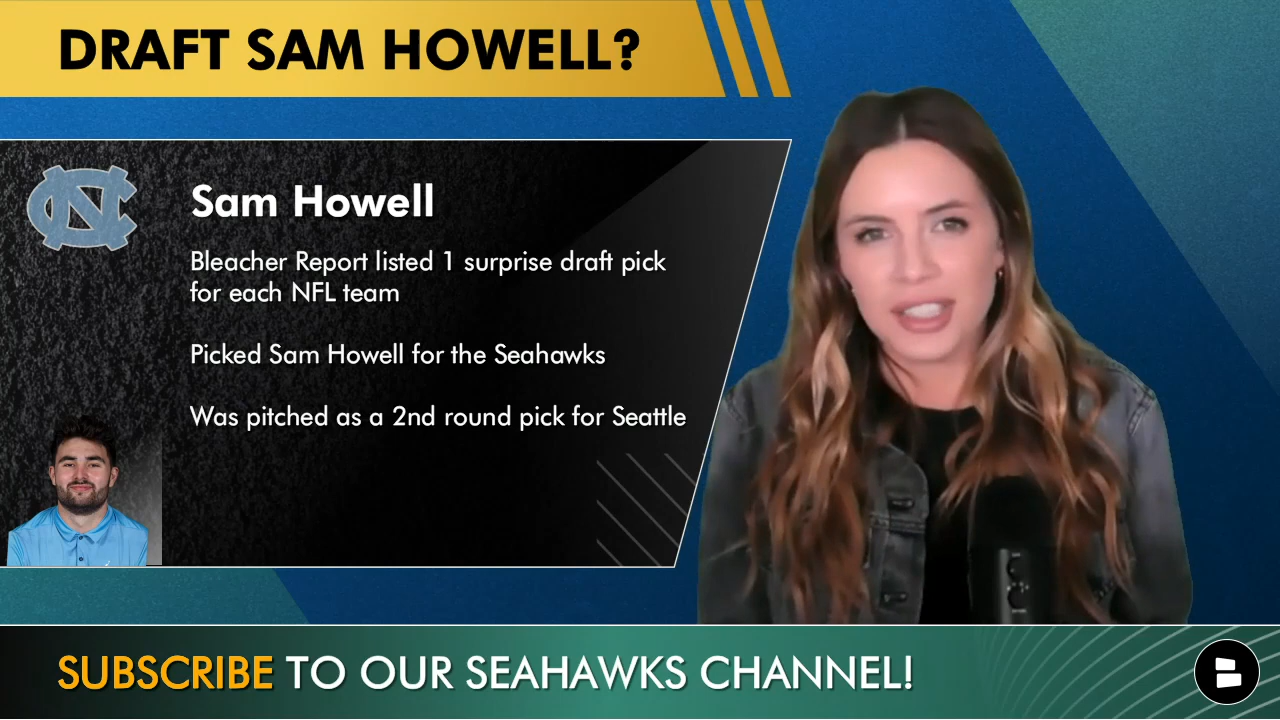 DRAFT SAM HOWELL?
Sam Howell
Bleacher Report listed 1 surprise draft pick
for each NFL team
Picked Sam Howell for the Seahawks
Was pitched as a 2nd round pick for Seattle
SUBSCRIBE TO OUR SEAHAWKS CHANNEL!